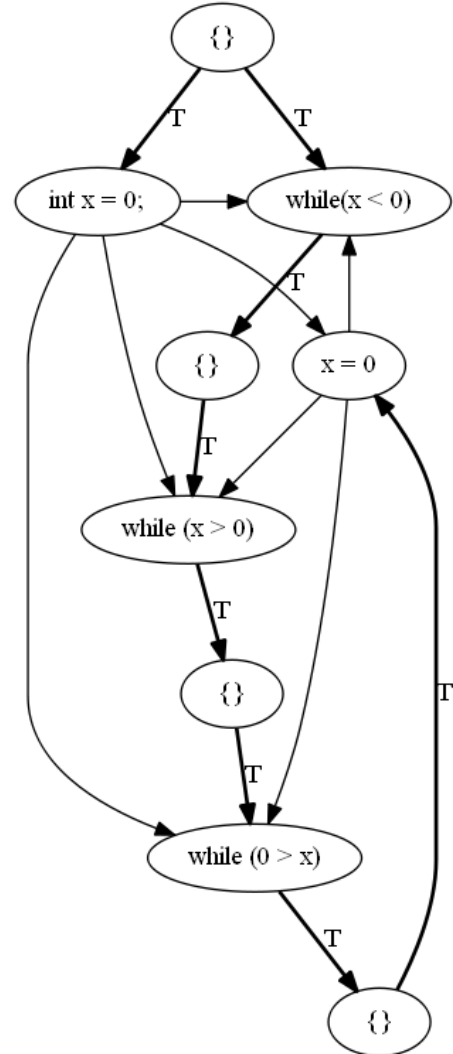 {}
T
T
int x = 0;
while(x < 0)
T
{}
x = 0
T
while (x > 0)
T
{}
T
T
while (0 > x)
T
{}